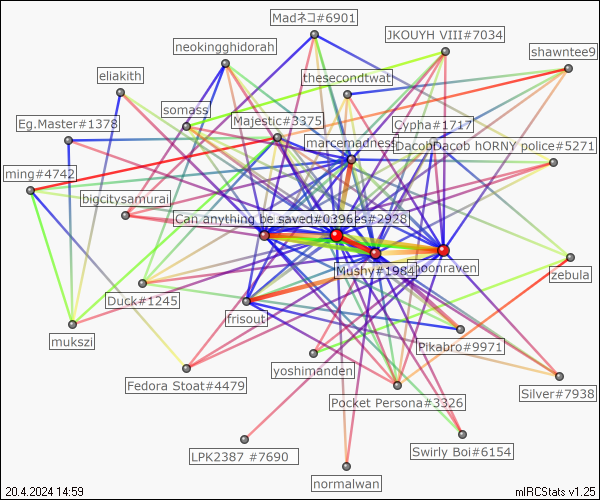 Madネコ#6901
JKOUYH VIII#7034
neokingghidorah
shawntee9
eliakith
thesecondtwat
somass
Eg.Master#1378
Majestic#3375
Cypha#1717
marcemadness
Dacob
Dacob hORNY police#5271
ming#4742
bigcitysamurai
Can anything be saved#0396
es#2928
Mushy#1984
oonraven
zebula
Duck#1245
frisout
mukszi
Pikabro#9971
yoshimanden
Fedora Stoat#4479
Silver#7938
Pocket Persona#3326
LPK2387 #7690
Swirly Boi#6154
normalwan
20.4.2024 14:59
mIRCStats v1.25